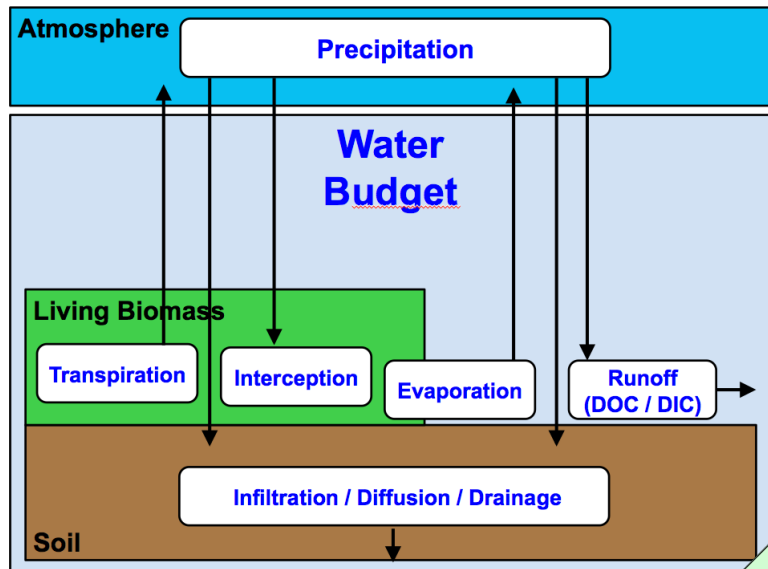 Atmosphere
Precipitation
Water
Budget
Living Biomass
Transpiration
Interception
Evaporation
Runoff
(DOC / DIC)
Infiltration / Diffusion / Drainage
Soil